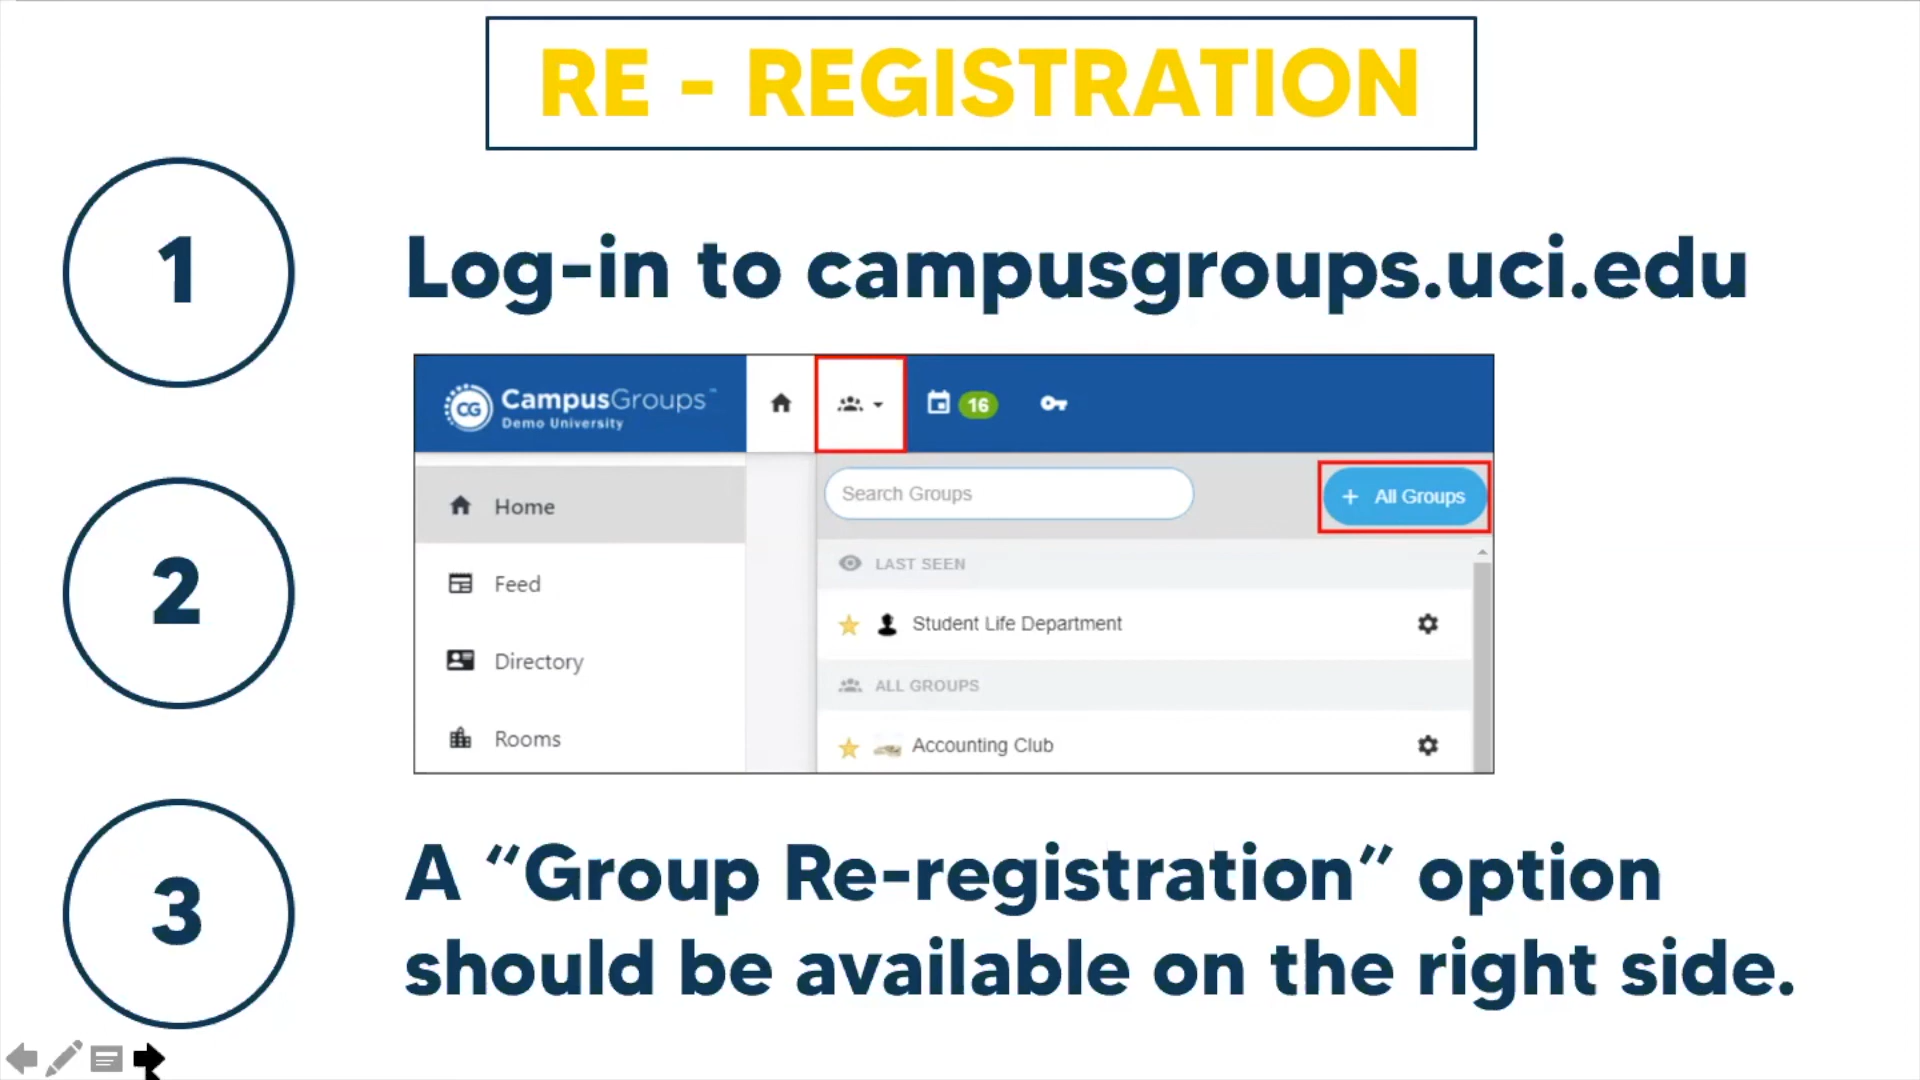 RE - REGISTRATION
1
Log-in to campusgroups.uci.edu
2
CG CampusGroups™
Demo University
16
Search Groups
+ All Groups
Home
Feed
Directory
Rooms
LAST SEEN
Student Life Department
ALL GROUPS
Accounting Club
3
A “Group Re-registration” option
should be available on the right side.